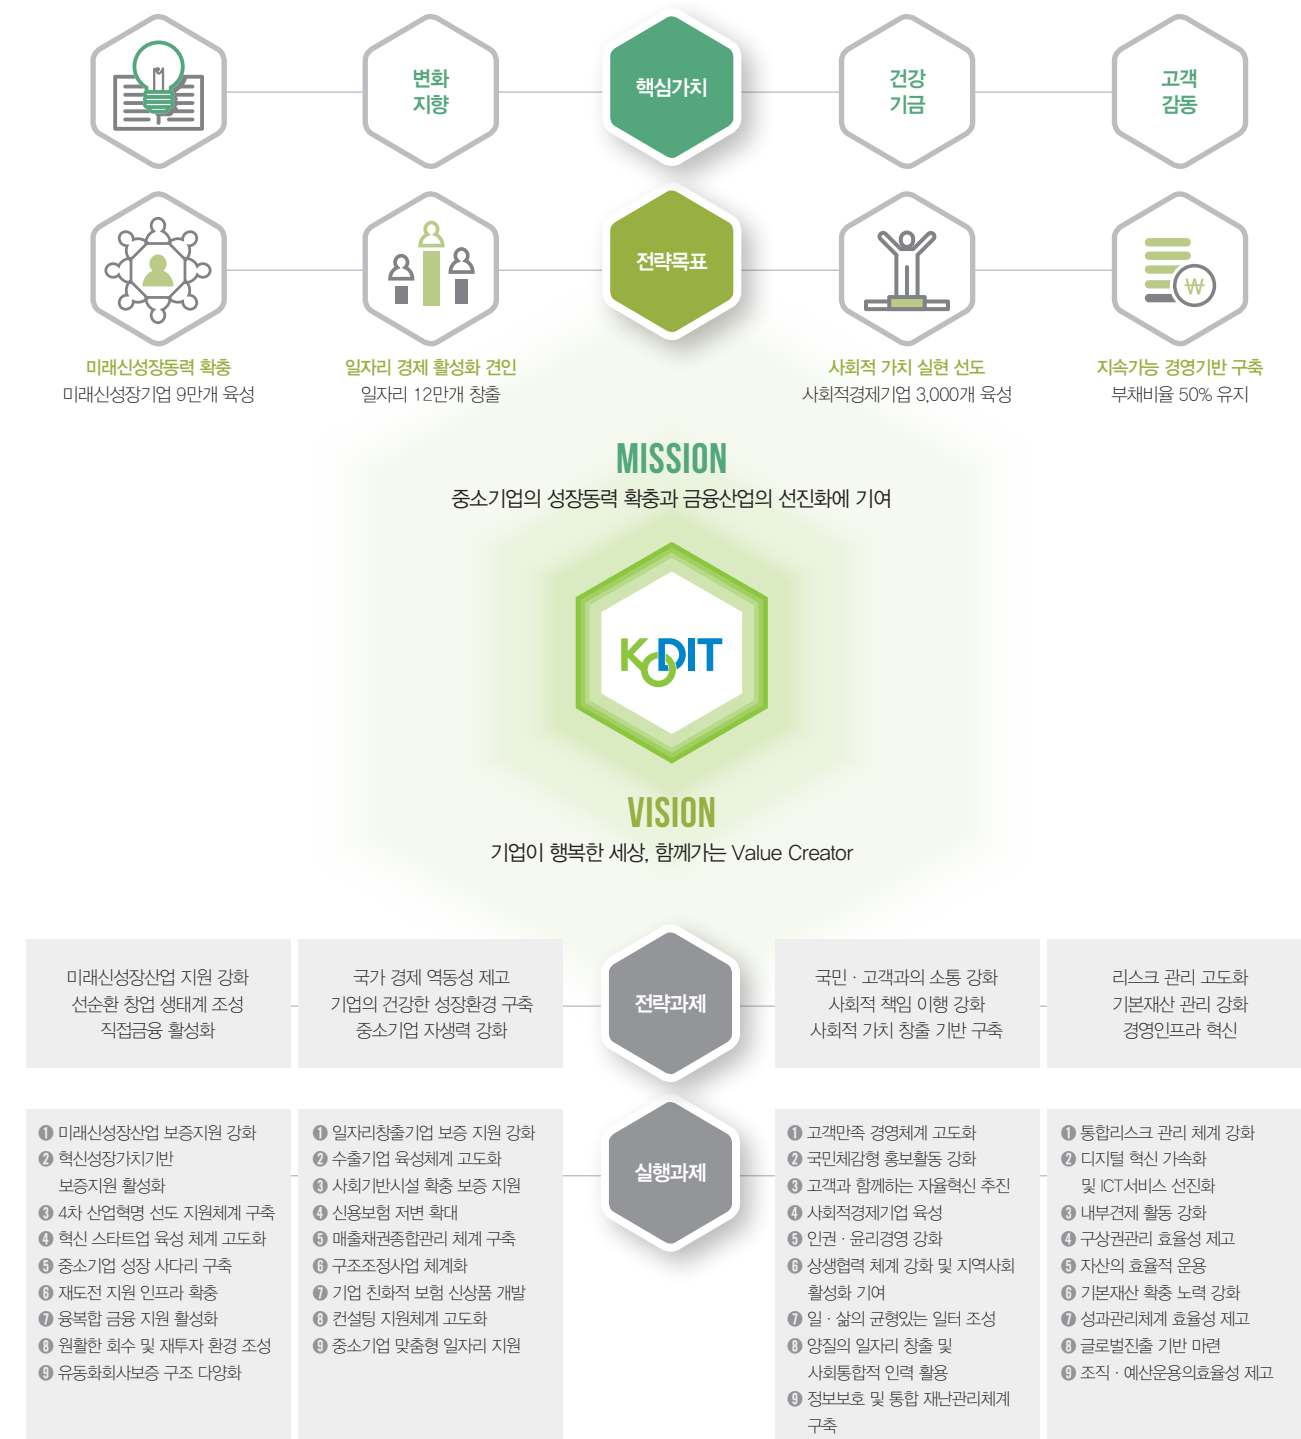 변화
지향
핵심가치
건강
기금
고객
감동
전략목표
미래신성장동력 확충
미래신성장기업 9만개 육성
일자리 경제 활성화 견인
일자리 12만개 창출
사회적 가치 실현 선도
사회적경제기업 3,000개 육성
지속가능 경영기반 구축
부채비율 50% 유지
MISSION
중소기업의 성장동력 확충과 금융산업의 선진화에 기여
KODIT
VISION
기업이 행복한 세상, 함께가는 Value Creator
미래신성장산업 지원 강화
선순환 창업 생태계 조성
직접금융 활성화
국가 경제 역동성 제고
기업의 건강한 성장환경 구축
중소기업 자생력 강화
전략과제
국민 · 고객과의 소통 강화
사회적 책임 이행 강화
사회적 가치 창출 기반 구축
리스크 관리 고도화
기본재산 관리 강화
경영인프라 혁신
❶ 미래신성장산업 보증지원 강화
❷ 혁신성장가치기반
보증지원 활성화
❸ 4차 산업혁명 선도 지원체계 구축
❹ 혁신 스타트업 육성 체계 고도화
❺ 중소기업 성장 사다리 구축
❻ 재도전 지원 인프라 확충
❼ 융복합 금융 지원 활성화
❽ 원활한 회수 및 재투자 환경 조성
❾ 유동화회사보증 구조 다양화
❶ 일자리창출기업 보증 지원 강화
❷ 수출기업 육성체계 고도화
❸ 사회기반시설 확충 보증 지원
❹ 신용보험 저변 확대
❺ 매출채권종합관리 체계 구축
❻ 구조조정사업 체계화
❼ 기업 친화적 보험 신상품 개발
❽ 컨설팅 지원체계 고도화
❾ 중소기업 맞춤형 일자리 지원
실행과제
❶ 고객만족 경영체계 고도화
❷ 국민체감형 홍보활동 강화
❸ 고객과 함께하는 자율혁신 추진
❹ 사회적경제기업 육성
❺ 인권 · 윤리경영 강화
❻ 상생협력 체계 강화 및 지역사회
활성화 기여
❼ 일 · 삶의 균형있는 일터 조성
❽ 양질의 일자리 창출 및
사회통합적 인력 활용
❾ 정보보호 및 통합 재난관리체계
구축
❶ 통합리스크 관리 체계 강화
❷ 디지털 혁신 가속화
및 ICT서비스 선진화
❸ 내부견제 활동 강화
❹ 구상권관리 효율성 제고
❺ 자산의 효율적 운용
❻ 기본재산 확충 노력 강화
❼ 성과관리체계 효율성 제고
❽ 글로벌진출 기반 마련
❾ 조직 · 예산운용의효율성 제고